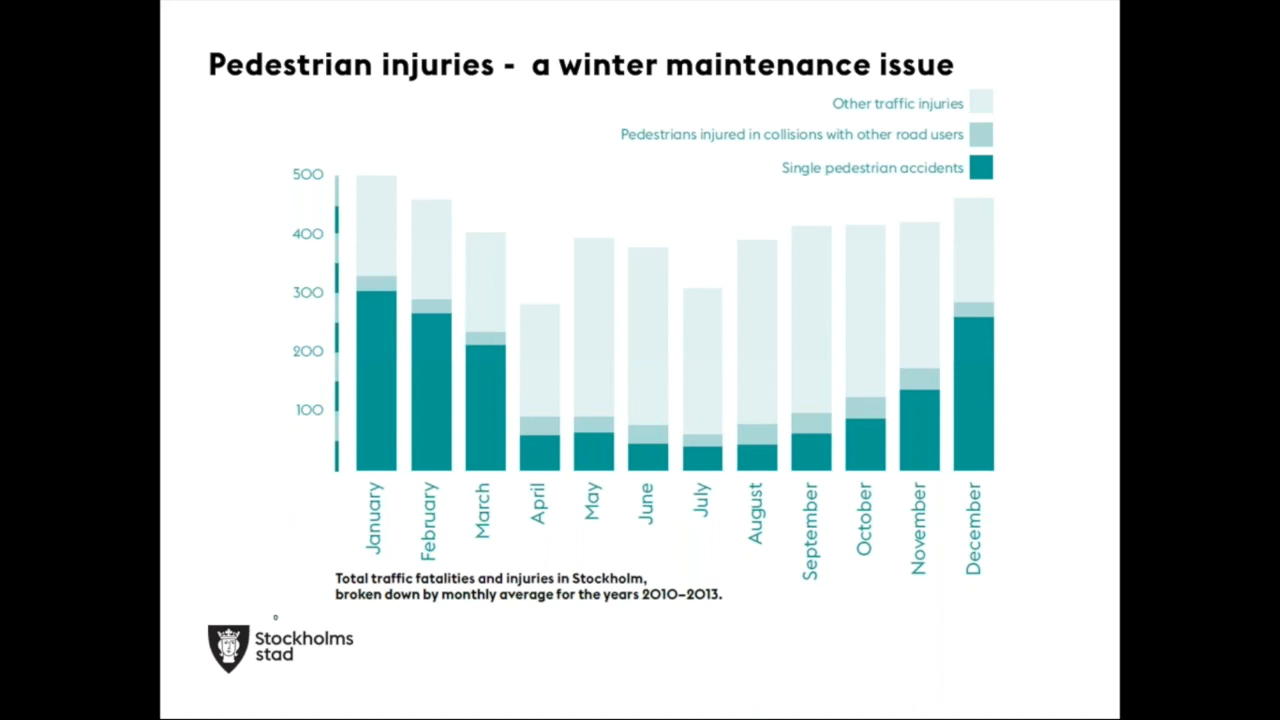 Pedestrian injuries - a winter maintenance issue
Other traffic injuries
Pedestrians injured in collisions with other road users
Single pedestrian accidents
500
400
300
200
100
January
February
March
April
May
June
July
August
September
October
November
December
Total traffic fatalities and injuries in Stockholm,
broken down by monthly average for the years 2010–2013.
Stockholms
stad